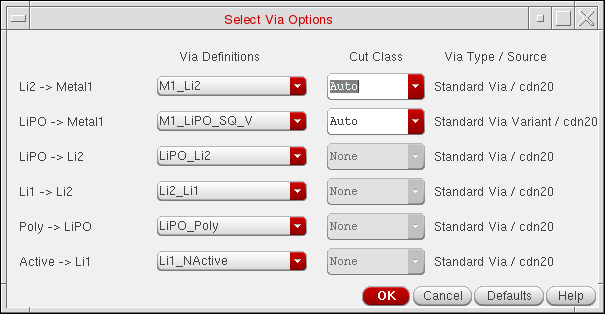 Select Via Options
Via Definitions Cut Class Via Type / Source
Li2 -> Metal1 M1_Li2 Auto Standard Via / cdn20
LiPO -> Metal1 M1_LiPO_SQ_V Auto Standard Via Variant / cdn20
LiPO -> Li2 LiPO_Li2 None Standard Via / cdn20
Li1 -> Li2 Li2_Li1 None Standard Via / cdn20
Poly -> LiPO LiPO_Poly None Standard Via / cdn20
Active -> Li1 Li1_NActive None Standard Via / cdn20
OK Cancel Defaults Help